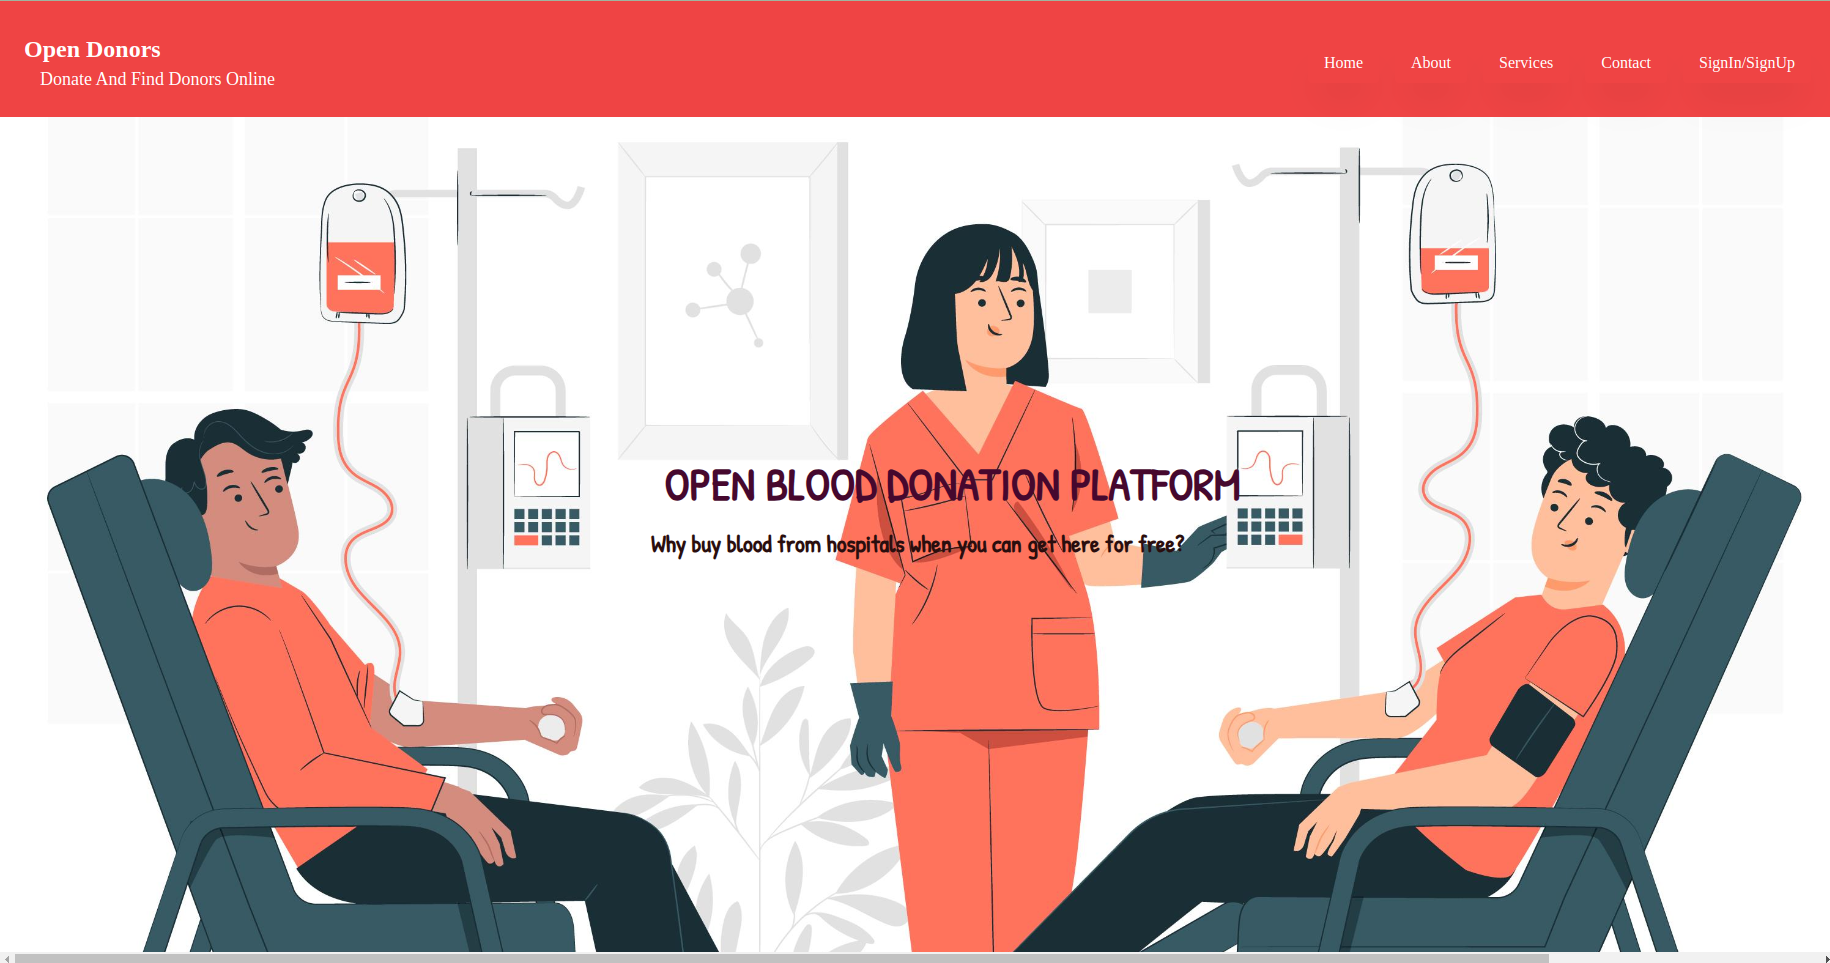 Open Donors
Donate And Find Donors Online
Home About Services Contact SignIn/SignUp
OPEN BLOOD DONATION PLATFORM
Why buy blood from hospitals when you can get here for free?